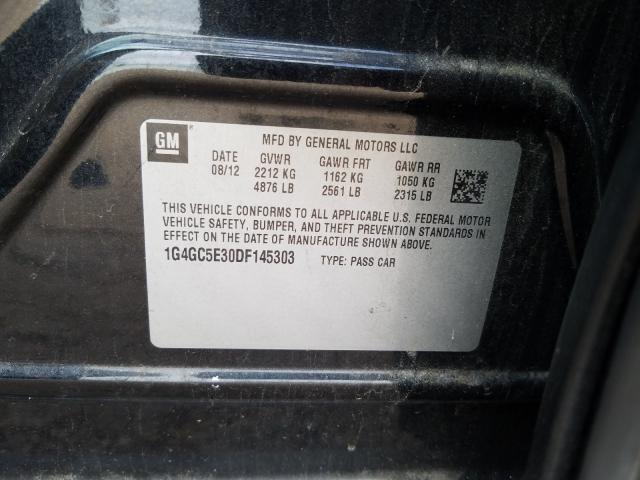 GM
MFD BY GENERAL MOTORS LLC
DATE GVWR GAWR FRT GAWR RR
08/12 2212 KG 1162 KG 1050 KG
4876 LB 2561 LB 2315 LB
THIS VEHICLE CONFORMS TO ALL APPLICABLE U.S. FEDERAL MOTOR
VEHICLE SAFETY, BUMPER, AND THEFT PREVENTION STANDARDS IN
EFFECT ON THE DATE OF MANUFACTURE SHOWN ABOVE.
1G4GC5E30DF145303 TYPE: PASS CAR